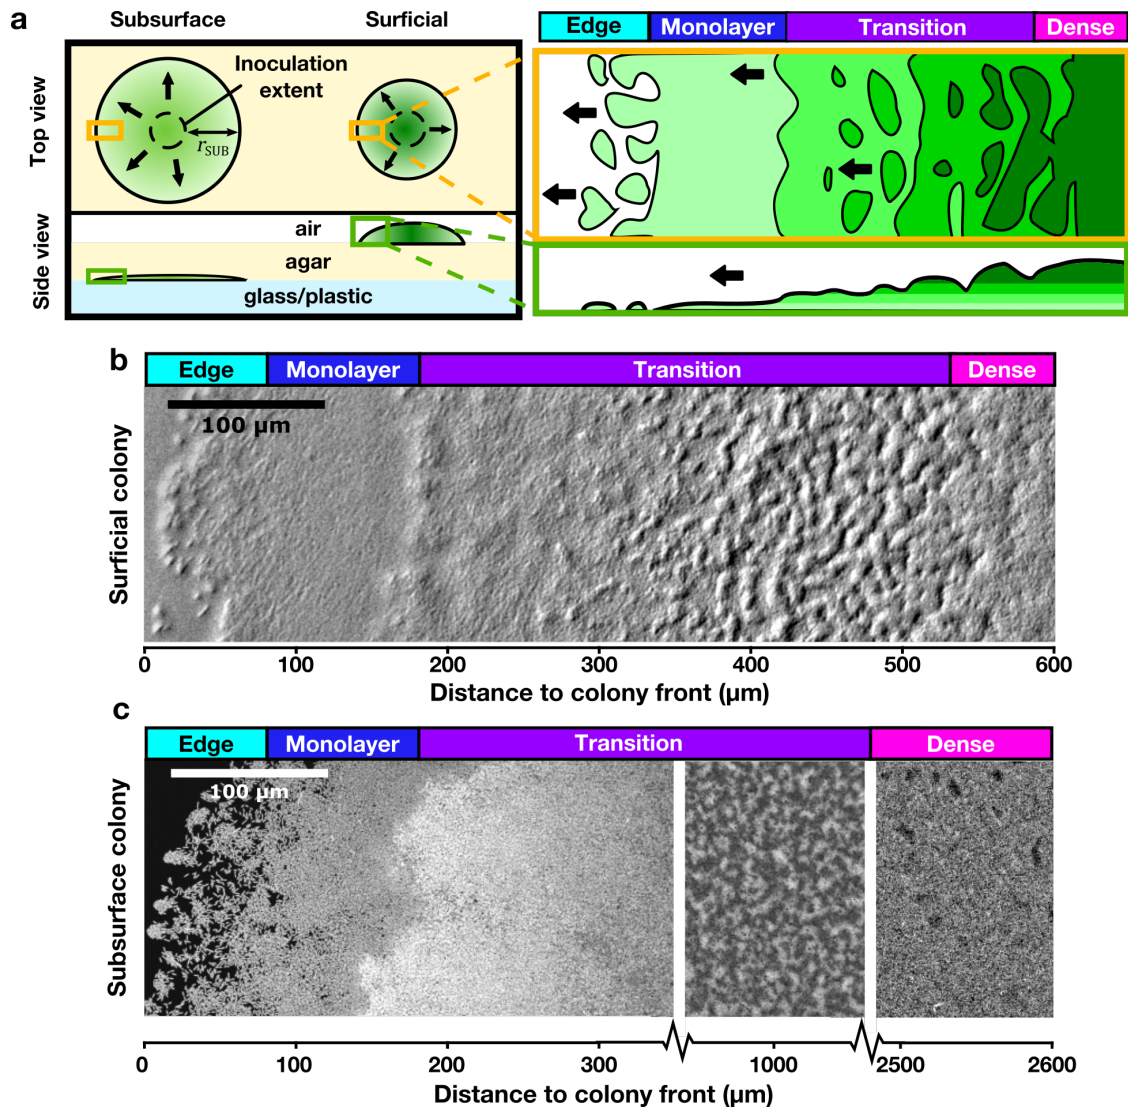 a
Subsurface
Surficial
Edge
Monolayer
Transition
Dense
Top view
Inoculation
extent
rSUB
Side view
air
agar
glass/plastic
b
Edge
Monolayer
Transition
Dense
100 µm
Surficial colony
0
100
200
300
400
500
600
Distance to colony front (µm)
c
Edge
Monolayer
Transition
Dense
100 µm
Subsurface colony
0
100
200
300
1000
2500
2600
Distance to colony front (µm)